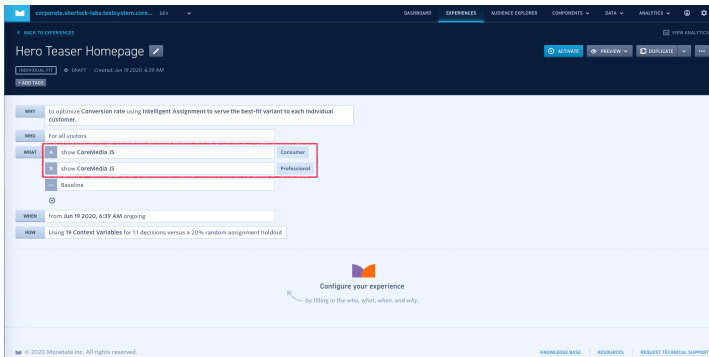 corporate.sherlock-labs.testsystem.core... DEV
DASHBOARD EXPERIENCES AUDIENCE EXPLORER COMPONENTS DATA ANALYTICS
BACK TO EXPERIENCES
VIEW ANALYTICS
Hero Teaser Homepage
ACTIVATE PREVIEW DUPLICATE
INDIVIDUAL FIT DRAFT Created: Jun 19 2020, 6:39 AM
+ ADD TAGS
WHY to optimize Conversion rate using Intelligent Assignment to serve the best-fit variant to each individual
customer.
WHO For all visitors
WHAT A show CoreMedia JS Consumer
B show CoreMedia JS Professional
Baseline
WHEN from Jun 19 2020, 6:39 AM ongoing
HOW Using 19 Context Variables for 1:1 decisions versus a 20% random assignment holdout
Configure your experience
by filling in the who, what, when, and why.
© 2020 Monetate Inc. All rights reserved.
KNOWLEDGE BASE RESOURCES REQUEST TECHNICAL SUPPORT